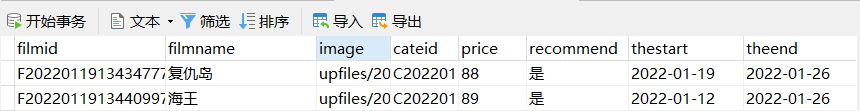 开始事务 文本 筛选 排序 导入 导出
filmid filmname image cateid price recommend thestart theend
F2022011913434777 复仇岛 upfiles/20 C202201 88 是 2022-01-19 2022-01-26
F2022011913440997 海王 upfiles/20 C202201 89 是 2022-01-12 2022-01-26